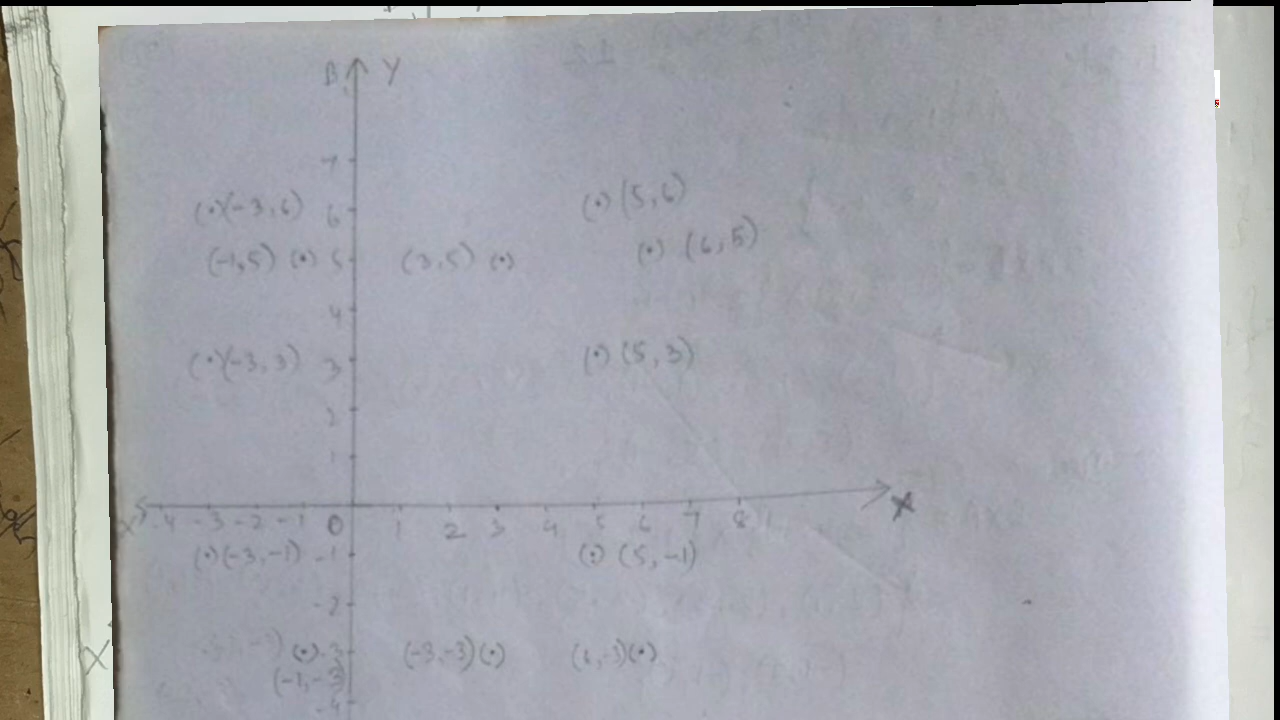 Y
7
(-3,6) 6 (5,6)
(-1,5) 5 (3,5) (6,5)
4
(-3,3) 3 (5,3)
2
1
X
-4 -3 -2 -1 0 1 2 3 4 5 6 7 8
(-3,-1) -1 (5,-1)
-2
-3 (-3,-3) (6,-3)
(-1,-3)
-4
X